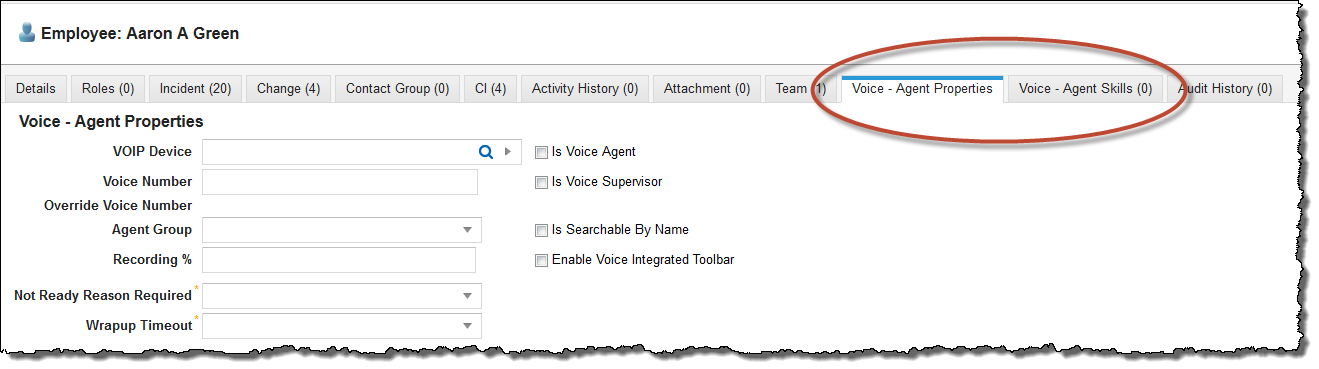 Employee: Aaron A Green
Details Roles (0) Incident (20) Change (4) Contact Group (0) CI (4) Activity History (0) Attachment (0) Team (1) Voice - Agent Properties Voice - Agent Skills (0) Audit History (0)
Voice - Agent Properties
VOIP Device Is Voice Agent
Voice Number Is Voice Supervisor
Override Voice Number
Agent Group Is Searchable By Name
Recording % Enable Voice Integrated Toolbar
Not Ready Reason Required *
Wrapup Timeout *